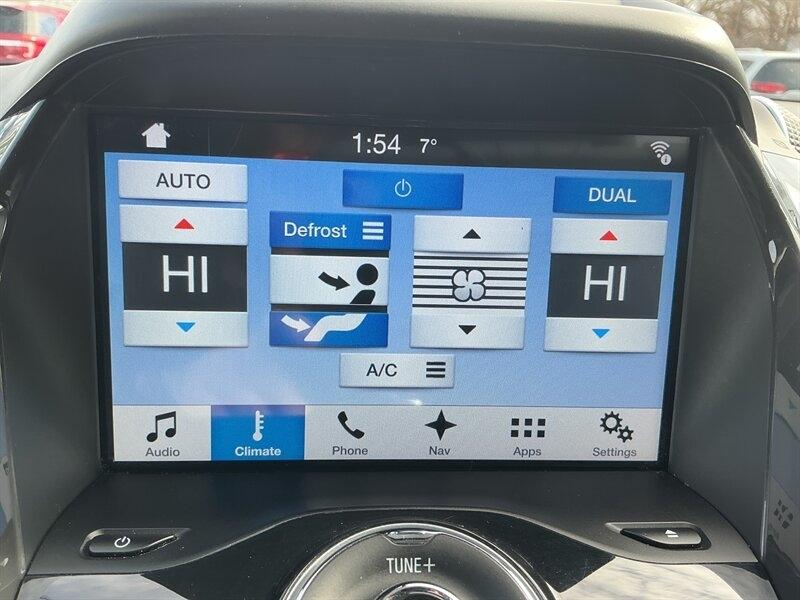 1:54 7°
AUTO
DUAL
Defrost
HI
HI
A/C
Audio
Climate
Phone
Nav
Apps
Settings
TUNE+